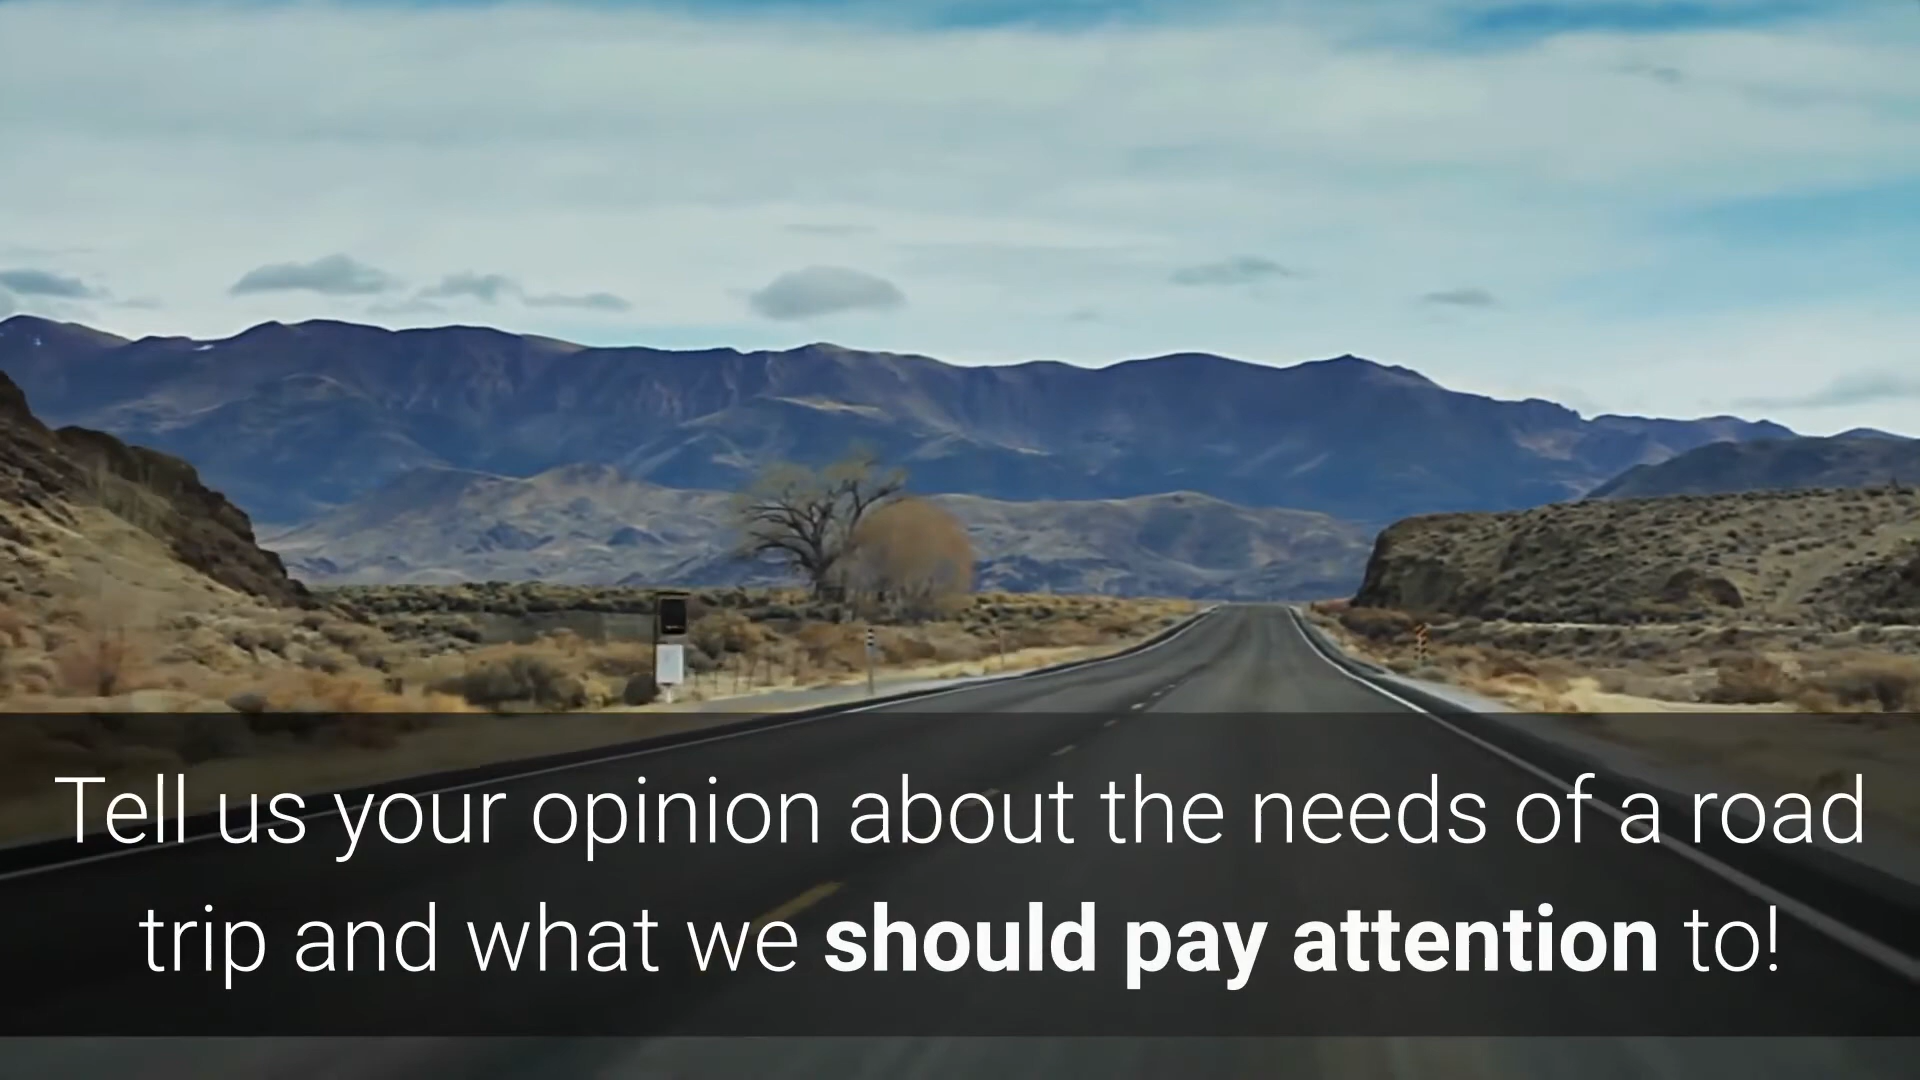 Tell us your opinion about the needs of a road
trip and what we should pay attention to!